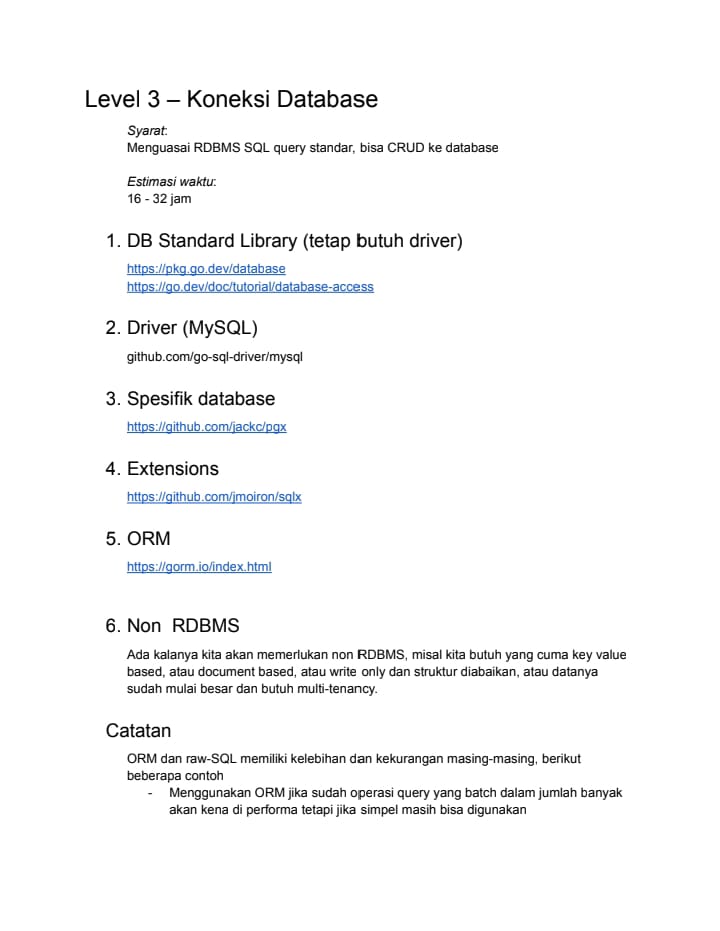 Level 3 – Koneksi Database
Syarat:
Menguasai RDBMS SQL query standar, bisa CRUD ke database
Estimasi waktu:
16 - 32 jam
1. DB Standard Library (tetap butuh driver)
https://pkg.go.dev/database
https://go.dev/doc/tutorial/database-access
2. Driver (MySQL)
github.com/go-sql-driver/mysql
3. Spesifik database
https://github.com/jackc/pgx
4. Extensions
https://github.com/jmoiron/sqlx
5. ORM
https://gorm.io/index.html
6. Non RDBMS
Ada kalanya kita akan memerlukan non RDBMS, misal kita butuh yang cuma key value
based, atau document based, atau write only dan struktur diabaikan, atau datanya
sudah mulai besar dan butuh multi-tenancy.
Catatan
ORM dan raw-SQL memiliki kelebihan dan kekurangan masing-masing, berikut
beberapa contoh
- Menggunakan ORM jika sudah operasi query yang batch dalam jumlah banyak
akan kena di performa tetapi jika simpel masih bisa digunakan